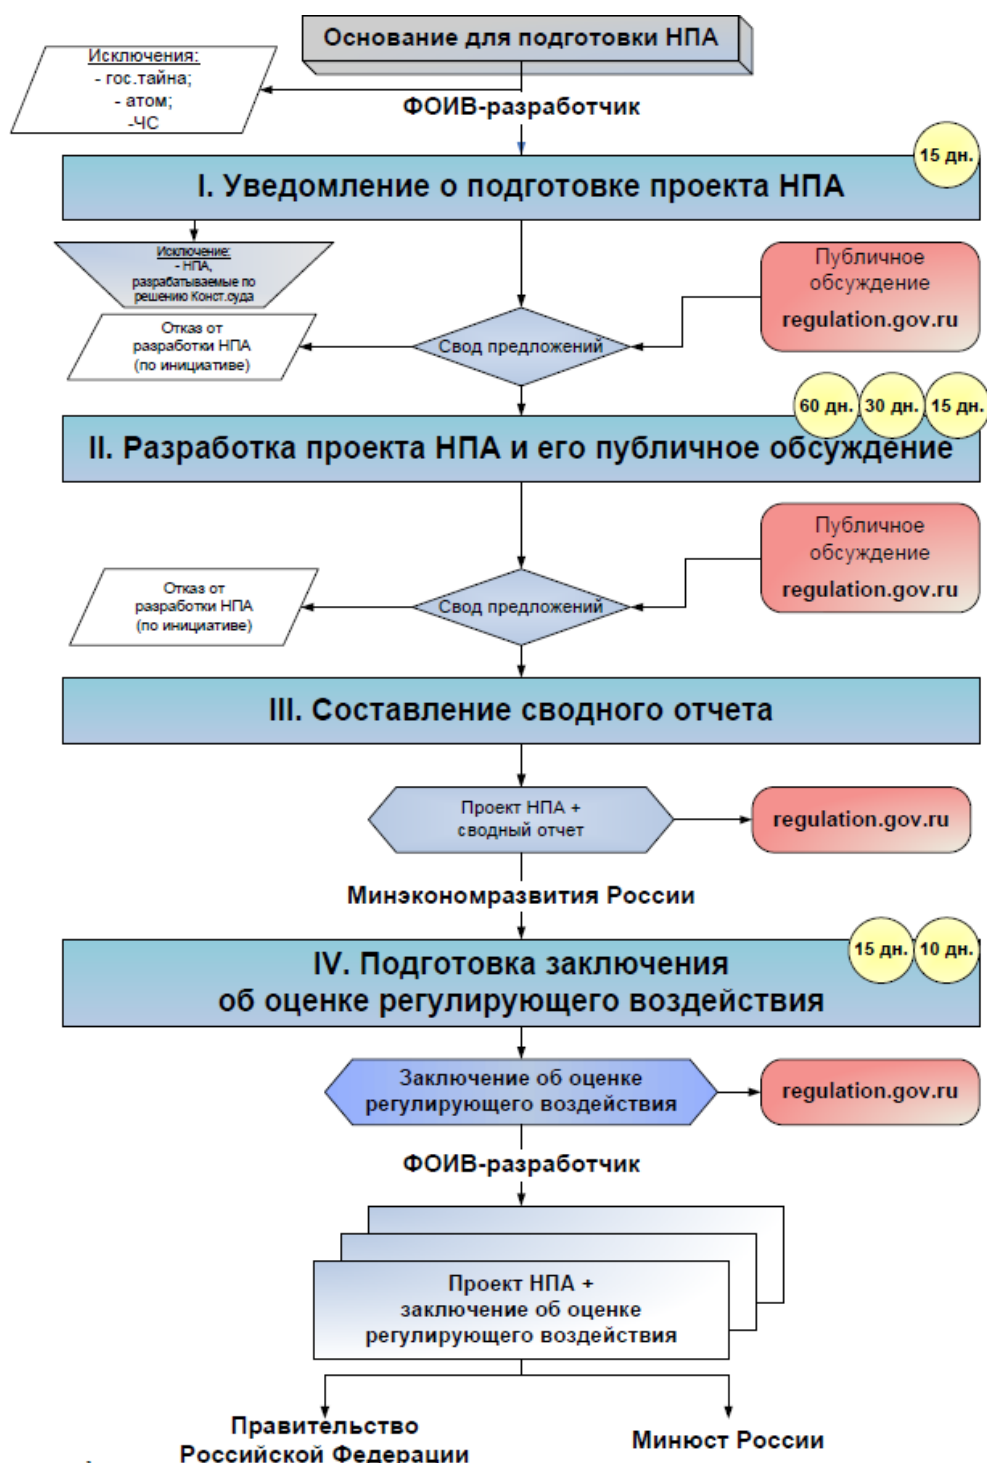 Основание для подготовки НПА
Исключения:
- гос.тайна;
- атом;
-ЧС
ФОИВ-разработчик
15 дн.
I. Уведомление о подготовке проекта НПА
Исключение:
- НПА,
разрабатываемые по
решению Конст.суда
Публичное
обсуждение
regulation.gov.ru
Отказ от
разработки НПА
(по инициативе)
Свод предложений
60 дн.
30 дн.
15 дн.
II. Разработка проекта НПА и его публичное обсуждение
Публичное
обсуждение
regulation.gov.ru
Отказ от
разработки НПА
(по инициативе)
Свод предложений
III. Составление сводного отчета
Проект НПА +
сводный отчет
regulation.gov.ru
Минэкономразвития России
15 дн.
10 дн.
IV. Подготовка заключения
об оценке регулирующего воздействия
Заключение об оценке
регулирующего воздействия
regulation.gov.ru
ФОИВ-разработчик
Проект НПА +
заключение об оценке
регулирующего воздействия
Правительство
Российской Федерации
Минюст России